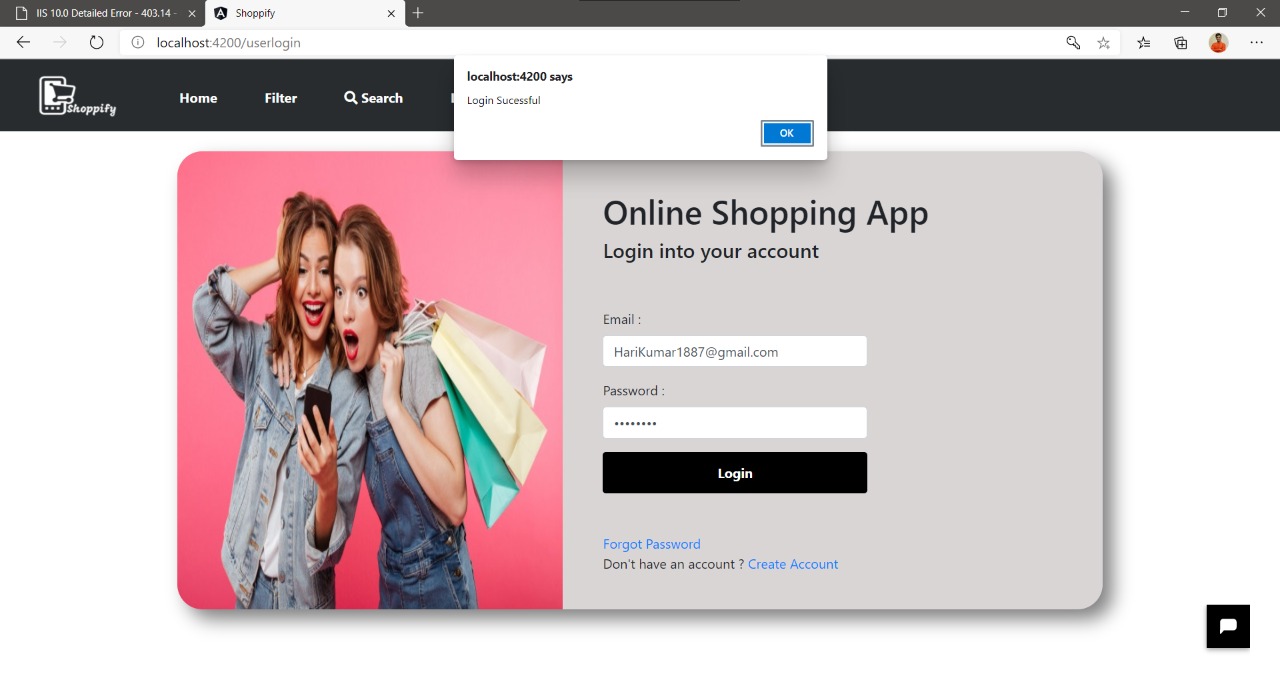 IIS 10.0 Detailed Error - 403.14 -
Shoppify
localhost:4200/userlogin
localhost:4200 says
Login Sucessful
OK
Shoppify
Home
Filter
Search
Online Shopping App
Login into your account
Email :
HariKumar1887@gmail.com
Password :
••••••••
Login
Forgot Password
Don't have an account ? Create Account